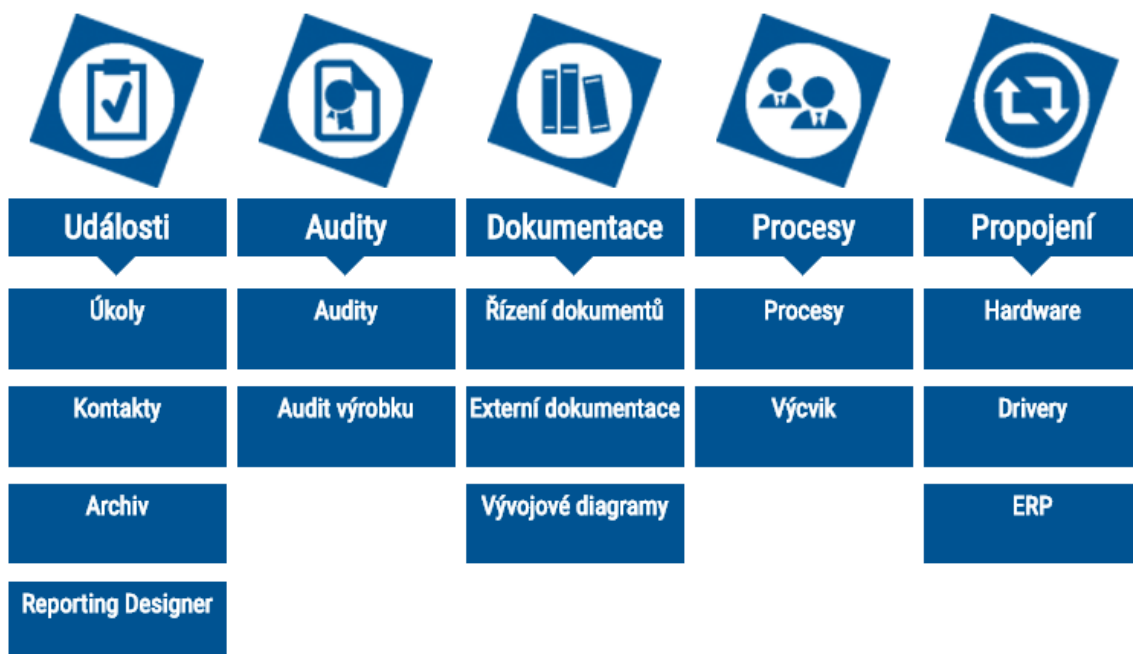 Události
Audity
Dokumentace
Procesy
Propojení
Úkoly
Audity
Řízení dokumentů
Procesy
Hardware
Kontakty
Audit výrobku
Externí dokumentace
Výcvik
Drivery
Archiv
Vývojové diagramy
ERP
Reporting Designer